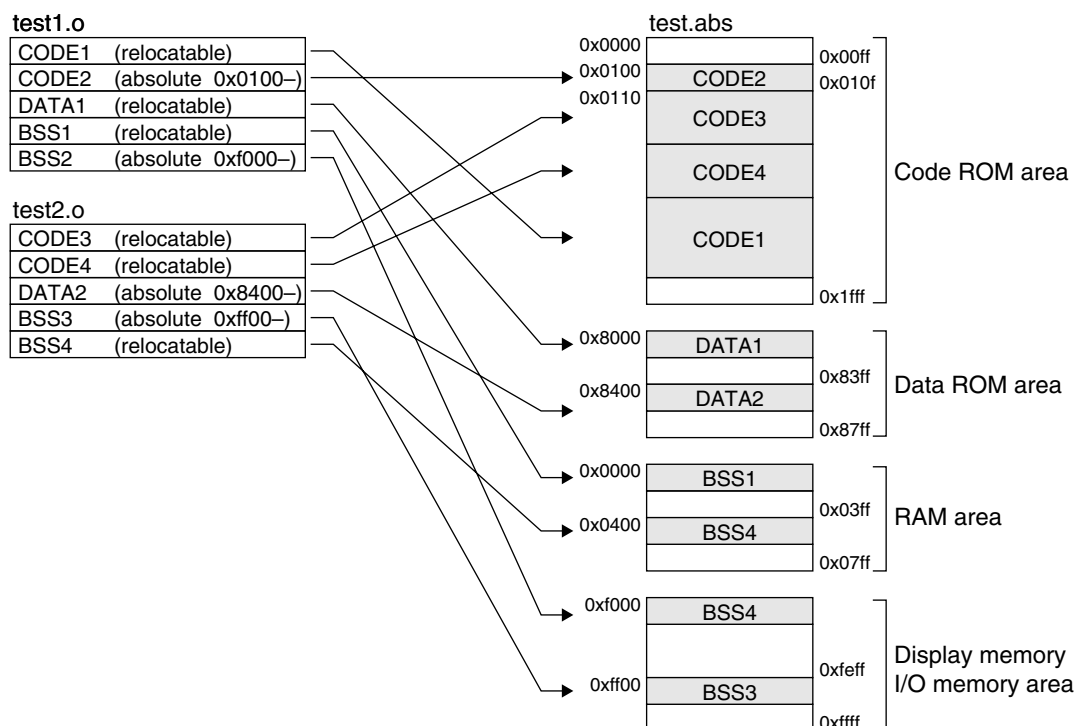 test1.o
CODE1 (relocatable)
CODE2 (absolute 0x0100–)
DATA1 (relocatable)
BSS1 (relocatable)
BSS2 (absolute 0xf000–)
test2.o
CODE3 (relocatable)
CODE4 (relocatable)
DATA2 (absolute 0x8400–)
BSS3 (absolute 0xff00–)
BSS4 (relocatable)
test.abs
0x0000
0x00ff
0x0100 CODE2 0x010f
0x0110
CODE3
CODE4
CODE1
0x1fff
Code ROM area
0x8000 DATA1
0x83ff
0x8400 DATA2
0x87ff
Data ROM area
0x0000 BSS1
0x03ff
0x0400 BSS4
0x07ff
RAM area
0xf000 BSS4
0xfeff
0xff00 BSS3
0xffff
Display memory
I/O memory area